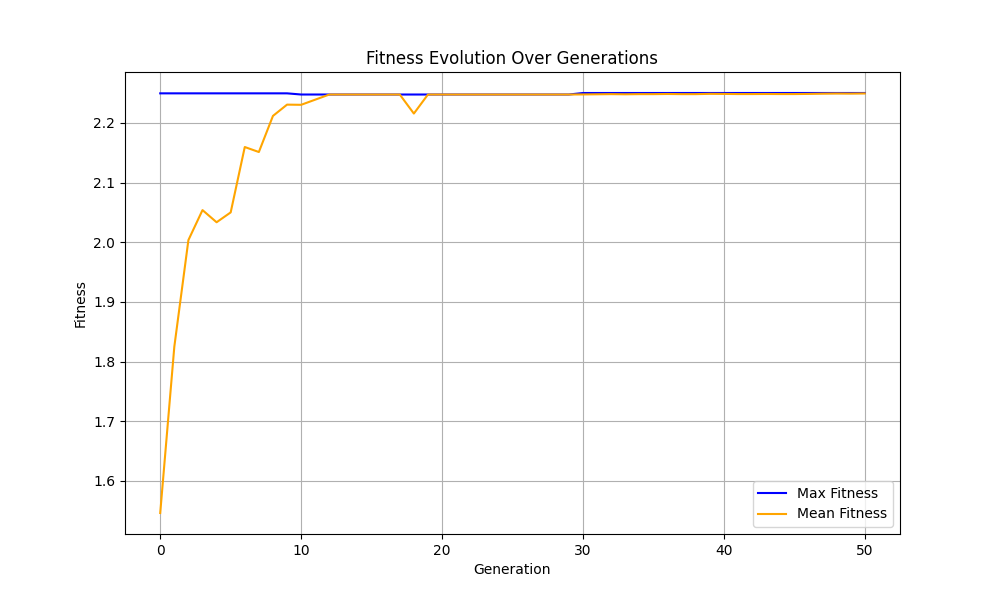 Fitness Evolution Over Generations
Fitness
2.2
2.1
2.0
1.9
1.8
1.7
1.6
0 10 20 30 40 50
Generation
Max Fitness
Mean Fitness